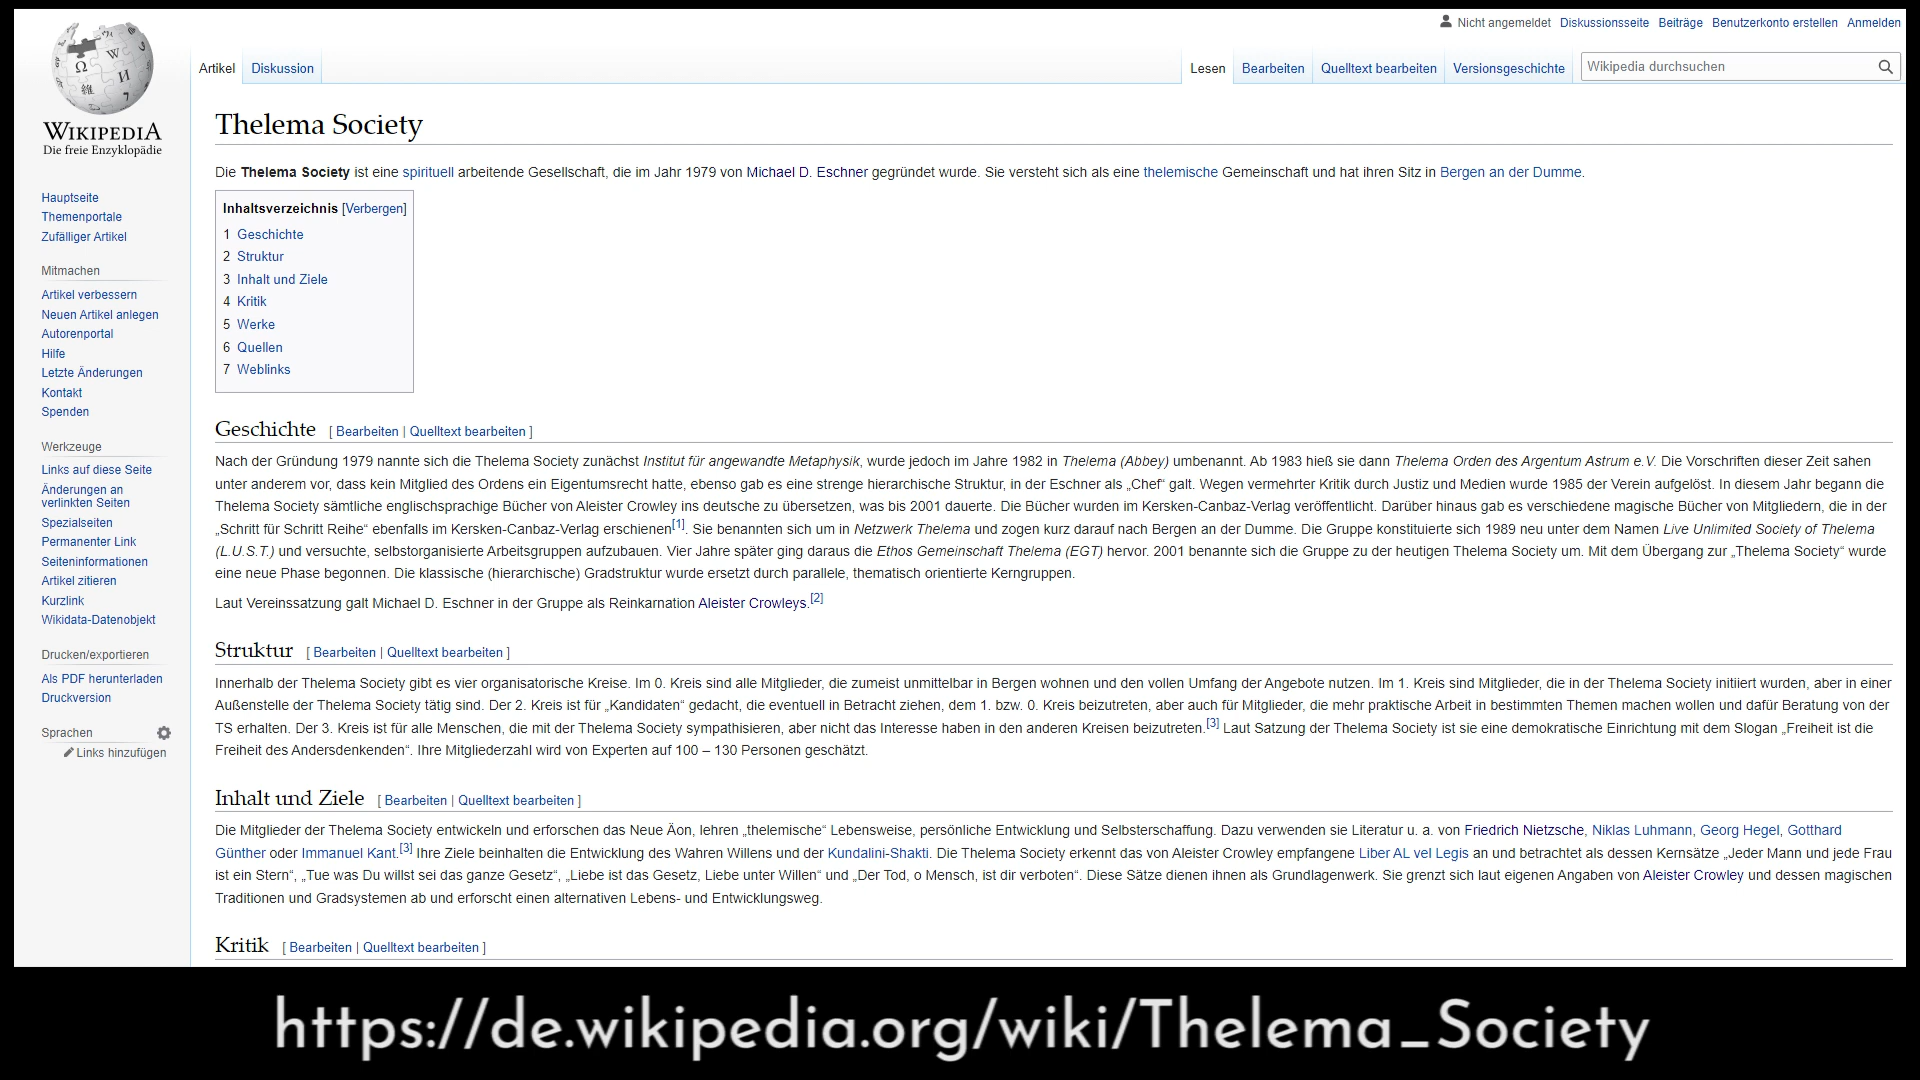 Nicht angemeldet Diskussionsseite Beiträge Benutzerkonto erstellen Anmelden
Artikel Diskussion Lesen Bearbeiten Quelltext bearbeiten Versionsgeschichte Wikipedia durchsuchen
WIKIPEDIA
Die freie Enzyklopädie
Hauptseite
Themenportale
Zufälliger Artikel
Mitmachen
Artikel verbessern
Neuen Artikel anlegen
Autorenportal
Hilfe
Letzte Änderungen
Kontakt
Spenden
Werkzeuge
Links auf diese Seite
Änderungen an
verlinkten Seiten
Spezialseiten
Permanenter Link
Seiteninformationen
Artikel zitieren
Kurzlink
Wikidata-Datenobjekt
Drucken/exportieren
Als PDF herunterladen
Druckversion
Sprachen
Links hinzufügen
Thelema Society
Die Thelema Society ist eine spirituell arbeitende Gesellschaft, die im Jahr 1979 von Michael D. Eschner gegründet wurde. Sie versteht sich als eine thelemische Gemeinschaft und hat ihren Sitz in Bergen an der Dumme.
Inhaltsverzeichnis [Verbergen]
1 Geschichte
2 Struktur
3 Inhalt und Ziele
4 Kritik
5 Werke
6 Quellen
7 Weblinks
Geschichte [ Bearbeiten | Quelltext bearbeiten ]
Nach der Gründung 1979 nannte sich die Thelema Society zunächst Institut für angewandte Metaphysik, wurde jedoch im Jahre 1982 in Thelema (Abbey) umbenannt. Ab 1983 hieß sie dann Thelema Orden des Argentum Astrum e.V. Die Vorschriften dieser Zeit sahen
unter anderem vor, dass kein Mitglied des Ordens ein Eigentumsrecht hatte, ebenso gab es eine strenge hierarchische Struktur, in der Eschner als „Chef“ galt. Wegen vermehrter Kritik durch Justiz und Medien wurde 1985 der Verein aufgelöst. In diesem Jahr begann die
Thelema Society sämtliche englischsprachige Bücher von Aleister Crowley ins deutsche zu übersetzen, was bis 2001 dauerte. Die Bücher wurden im Kersken-Canbaz-Verlag veröffentlicht. Darüber hinaus gab es verschiedene magische Bücher von Mitgliedern, die in der
„Schritt für Schritt Reihe“ ebenfalls im Kersken-Canbaz-Verlag erschienen[1]. Sie benannten sich um in Netzwerk Thelema und zogen kurz darauf nach Bergen an der Dumme. Die Gruppe konstituierte sich 1989 neu unter dem Namen Live Unlimited Society of Thelema
(L.U.S.T.) und versuchte, selbstorganisierte Arbeitsgruppen aufzubauen. Vier Jahre später ging daraus die Ethos Gemeinschaft Thelema (EGT) hervor. 2001 benannte sich die Gruppe zu der heutigen Thelema Society um. Mit dem Übergang zur „Thelema Society“ wurde
eine neue Phase begonnen. Die klassische (hierarchische) Gradstruktur wurde ersetzt durch parallele, thematisch orientierte Kerngruppen.
Laut Vereinssatzung galt Michael D. Eschner in der Gruppe als Reinkarnation Aleister Crowleys.[2]
Struktur [ Bearbeiten | Quelltext bearbeiten ]
Innerhalb der Thelema Society gibt es vier organisatorische Kreise. Im 0. Kreis sind alle Mitglieder, die zumeist unmittelbar in Bergen wohnen und den vollen Umfang der Angebote nutzen. Im 1. Kreis sind Mitglieder, die in der Thelema Society initiiert wurden, aber in einer
Außenstelle der Thelema Society tätig sind. Der 2. Kreis ist für „Kandidaten“ gedacht, die eventuell in Betracht ziehen, dem 1. bzw. 0. Kreis beizutreten, aber auch für Mitglieder, die mehr praktische Arbeit in bestimmten Themen machen wollen und dafür Beratung von der
TS erhalten. Der 3. Kreis ist für alle Menschen, die mit der Thelema Society sympathisieren, aber nicht das Interesse haben in den anderen Kreisen beizutreten.[3] Laut Satzung der Thelema Society ist sie eine demokratische Einrichtung mit dem Slogan „Freiheit ist die
Freiheit des Andersdenkenden“. Ihre Mitgliederzahl wird von Experten auf 100 – 130 Personen geschätzt.
Inhalt und Ziele [ Bearbeiten | Quelltext bearbeiten ]
Die Mitglieder der Thelema Society entwickeln und erforschen das Neue Äon, lehren „thelemische“ Lebensweise, persönliche Entwicklung und Selbsterschaffung. Dazu verwenden sie Literatur u. a. von Friedrich Nietzsche, Niklas Luhmann, Georg Hegel, Gotthard
Günther oder Immanuel Kant.[3] Ihre Ziele beinhalten die Entwicklung des Wahren Willens und der Kundalini-Shakti. Die Thelema Society erkennt das von Aleister Crowley empfangene Liber AL vel Legis an und betrachtet als dessen Kernsätze „Jeder Mann und jede Frau
ist ein Stern“, „Tue was Du willst sei das ganze Gesetz“, „Liebe ist das Gesetz, Liebe unter Willen“ und „Der Tod, o Mensch, ist dir verboten“. Diese Sätze dienen ihnen als Grundlagenwerk. Sie grenzt sich laut eigenen Angaben von Aleister Crowley und dessen magischen
Traditionen und Gradsystemen ab und erforscht einen alternativen Lebens- und Entwicklungsweg.
Kritik [ Bearbeiten | Quelltext bearbeiten ]
https://de.wikipedia.org/wiki/Thelema_Society